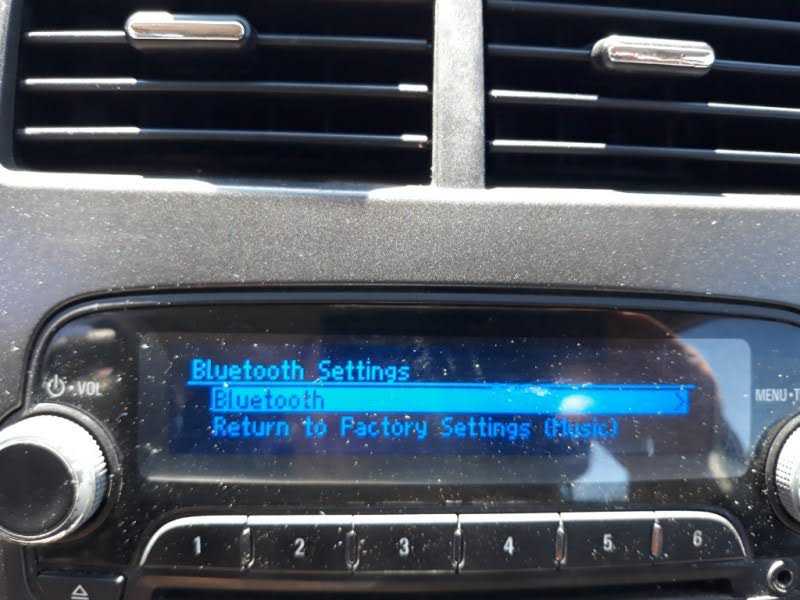 Bluetooth Settings
Bluetooth
Return to Factory Settings (Music)
VOL
MENU
1 2 3 4 5 6